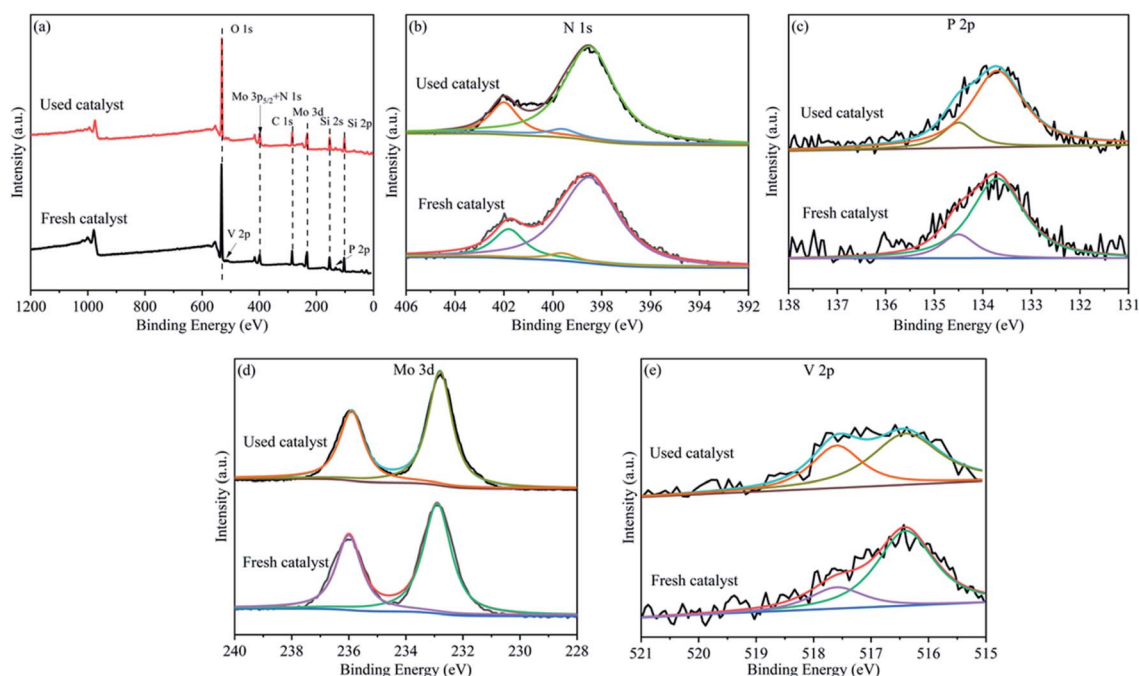 (a)
O 1s
Used catalyst
Mo 3p5/2+N 1s
C 1s
Mo 3d
Si 2s
Si 2p
Fresh catalyst
V 2p
P 2p
Intensity (a.u.)
1200 1000 800 600 400 200 0
Binding Energy (eV)
(b)
N 1s
Used catalyst
Fresh catalyst
Intensity (a.u.)
406 404 402 400 398 396 394 392
Binding Energy (eV)
(c)
P 2p
Used catalyst
Fresh catalyst
Intensity (a.u.)
138 137 136 135 134 133 132 131
Binding Energy (eV)
(d)
Mo 3d
Used catalyst
Fresh catalyst
Intensity (a.u.)
240 238 236 234 232 230 228
Binding Energy (eV)
(e)
V 2p
Used catalyst
Fresh catalyst
Intensity (a.u.)
521 520 519 518 517 516 515
Binding Energy (eV)